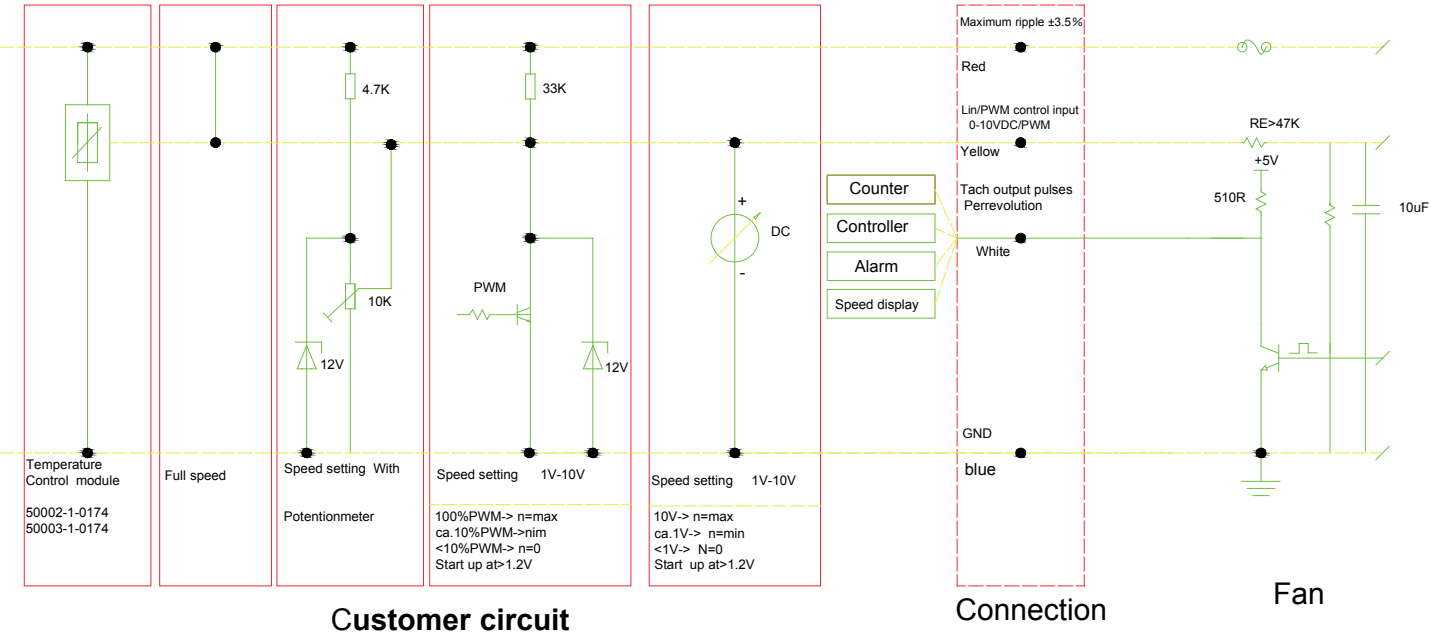 Maximum ripple ±3.5%
Red
4.7K
33K
Lin/PWM control input
0-10VDC/PWM
RE>47K
Yellow
+5V
Counter
Tach output pulses
Perrevolution
510R
10uF
+
DC
Controller
White
Alarm
-
PWM
10K
Speed display
12V
12V
GND
blue
Temperature
Control module
50002-1-0174
50003-1-0174
Full speed
Speed setting With
Potentionmeter
Speed setting 1V-10V
100%PWM-> n=max
ca.10%PWM->nim
<10%PWM-> n=0
Start up at>1.2V
Speed setting 1V-10V
10V-> n=max
ca.1V-> n=min
<1V-> N=0
Start up at>1.2V
Customer circuit
Connection
Fan